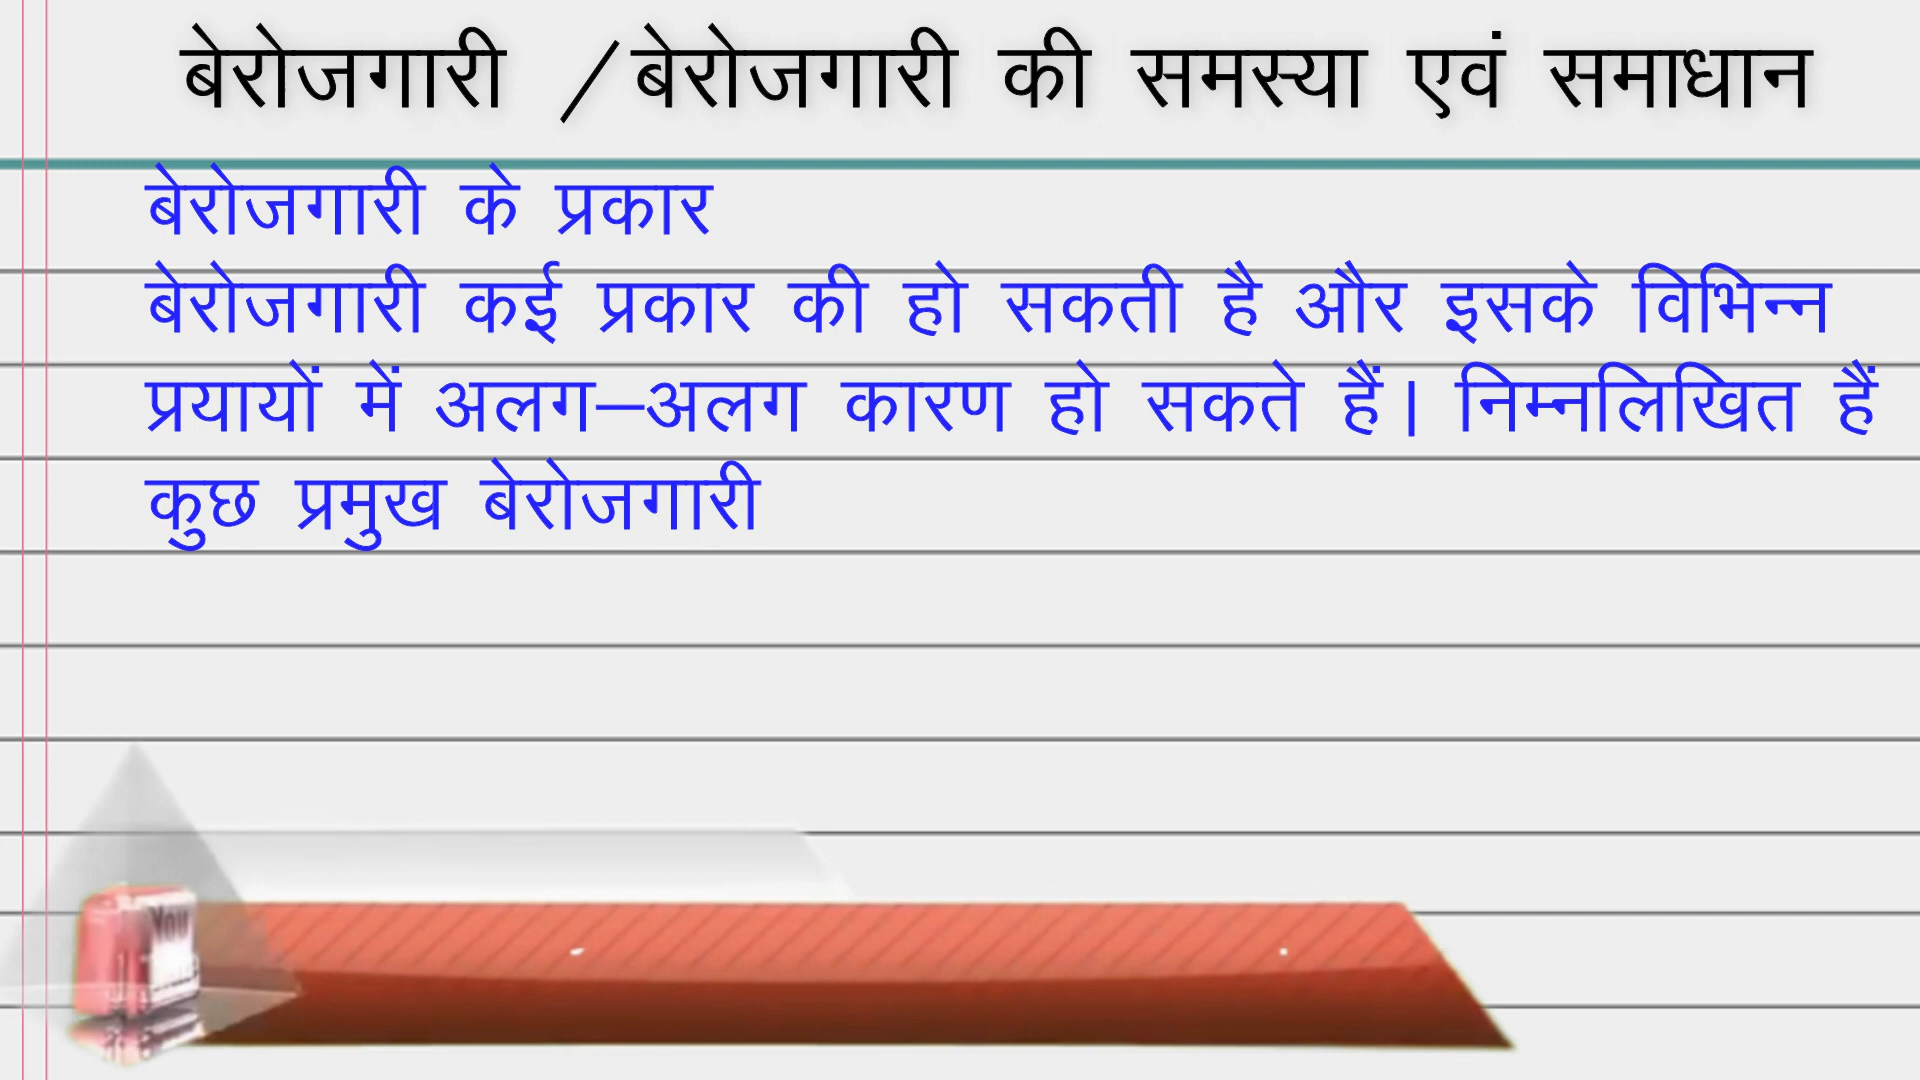 बेरोजगारी /बेरोजगारी की समस्या एवं समाधान
बेरोजगारी के प्रकार
बेरोजगारी कई प्रकार की हो सकती है और इसके विभिन्न
प्रयायों में अलग–अलग कारण हो सकते हैं। निम्नलिखित हैं
कुछ प्रमुख बेरोजगारी
You